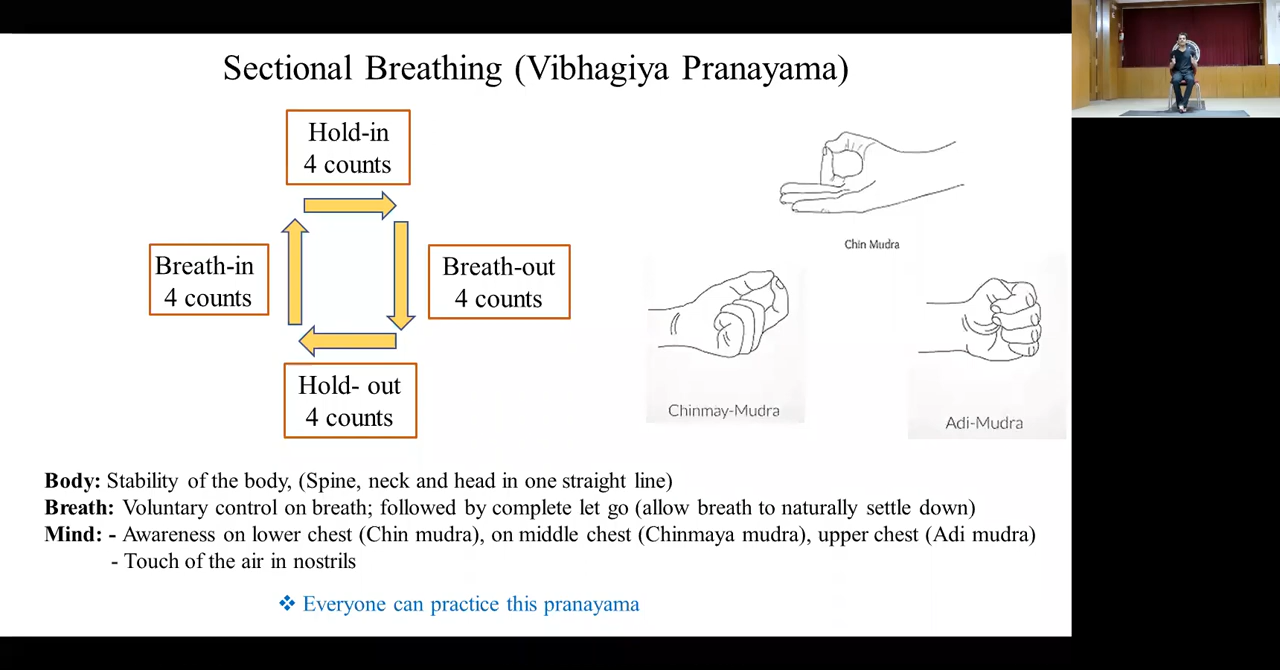 Sectional Breathing (Vibhagiya Pranayama)
Hold-in
4 counts
Breath-in
4 counts
Breath-out
4 counts
Hold- out
4 counts
Chin Mudra
Chinmay-Mudra
Adi-Mudra
Body: Stability of the body, (Spine, neck and head in one straight line)
Breath: Voluntary control on breath; followed by complete let go (allow breath to naturally settle down)
Mind: - Awareness on lower chest (Chin mudra), on middle chest (Chinmaya mudra), upper chest (Adi mudra)
- Touch of the air in nostrils
❖ Everyone can practice this pranayama